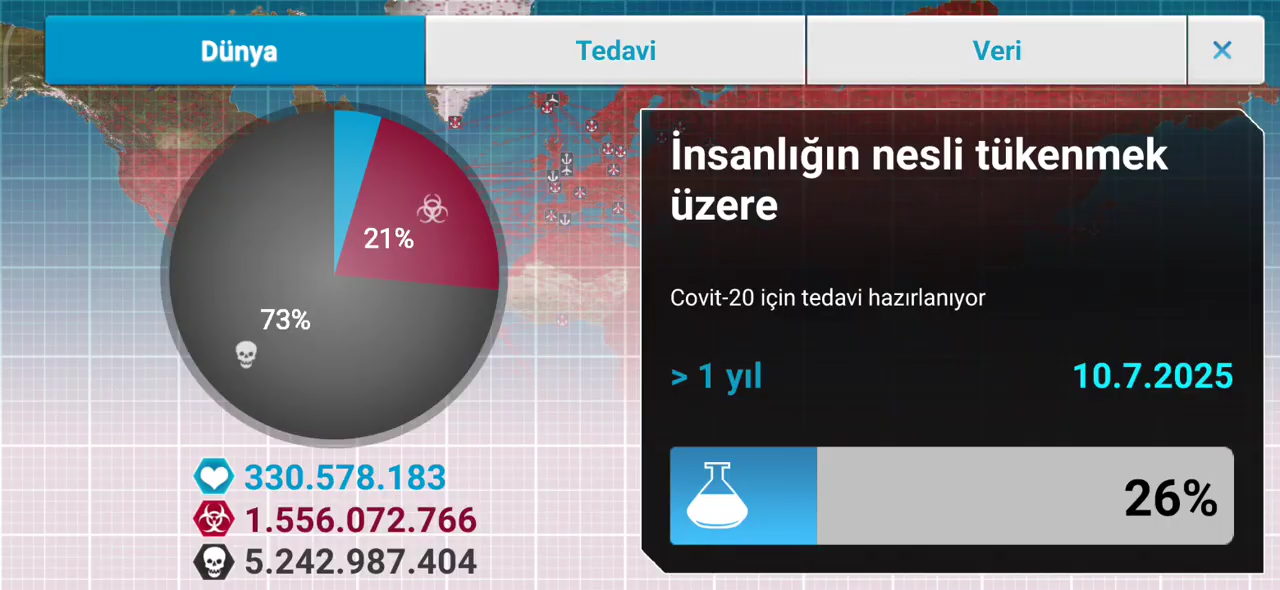 Dünya
Tedavi
Veri
21%
73%
330.578.183
1.556.072.766
5.242.987.404
İnsanlığın nesli tükenmek
üzere
Covit-20 için tedavi hazırlanıyor
> 1 yıl
10.7.2025
26%